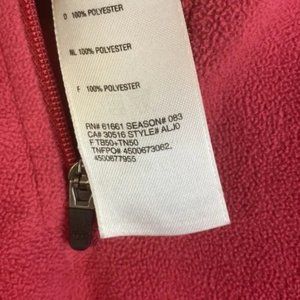 D 100% POLYESTER
NL 100% POLYESTER
F 100% POLYESTER
RN# 61661 SEASON# 083
CA# 30516 STYLE# ALJ0
F TB50+TN50
TNFPO# 4500673062,
4500677955